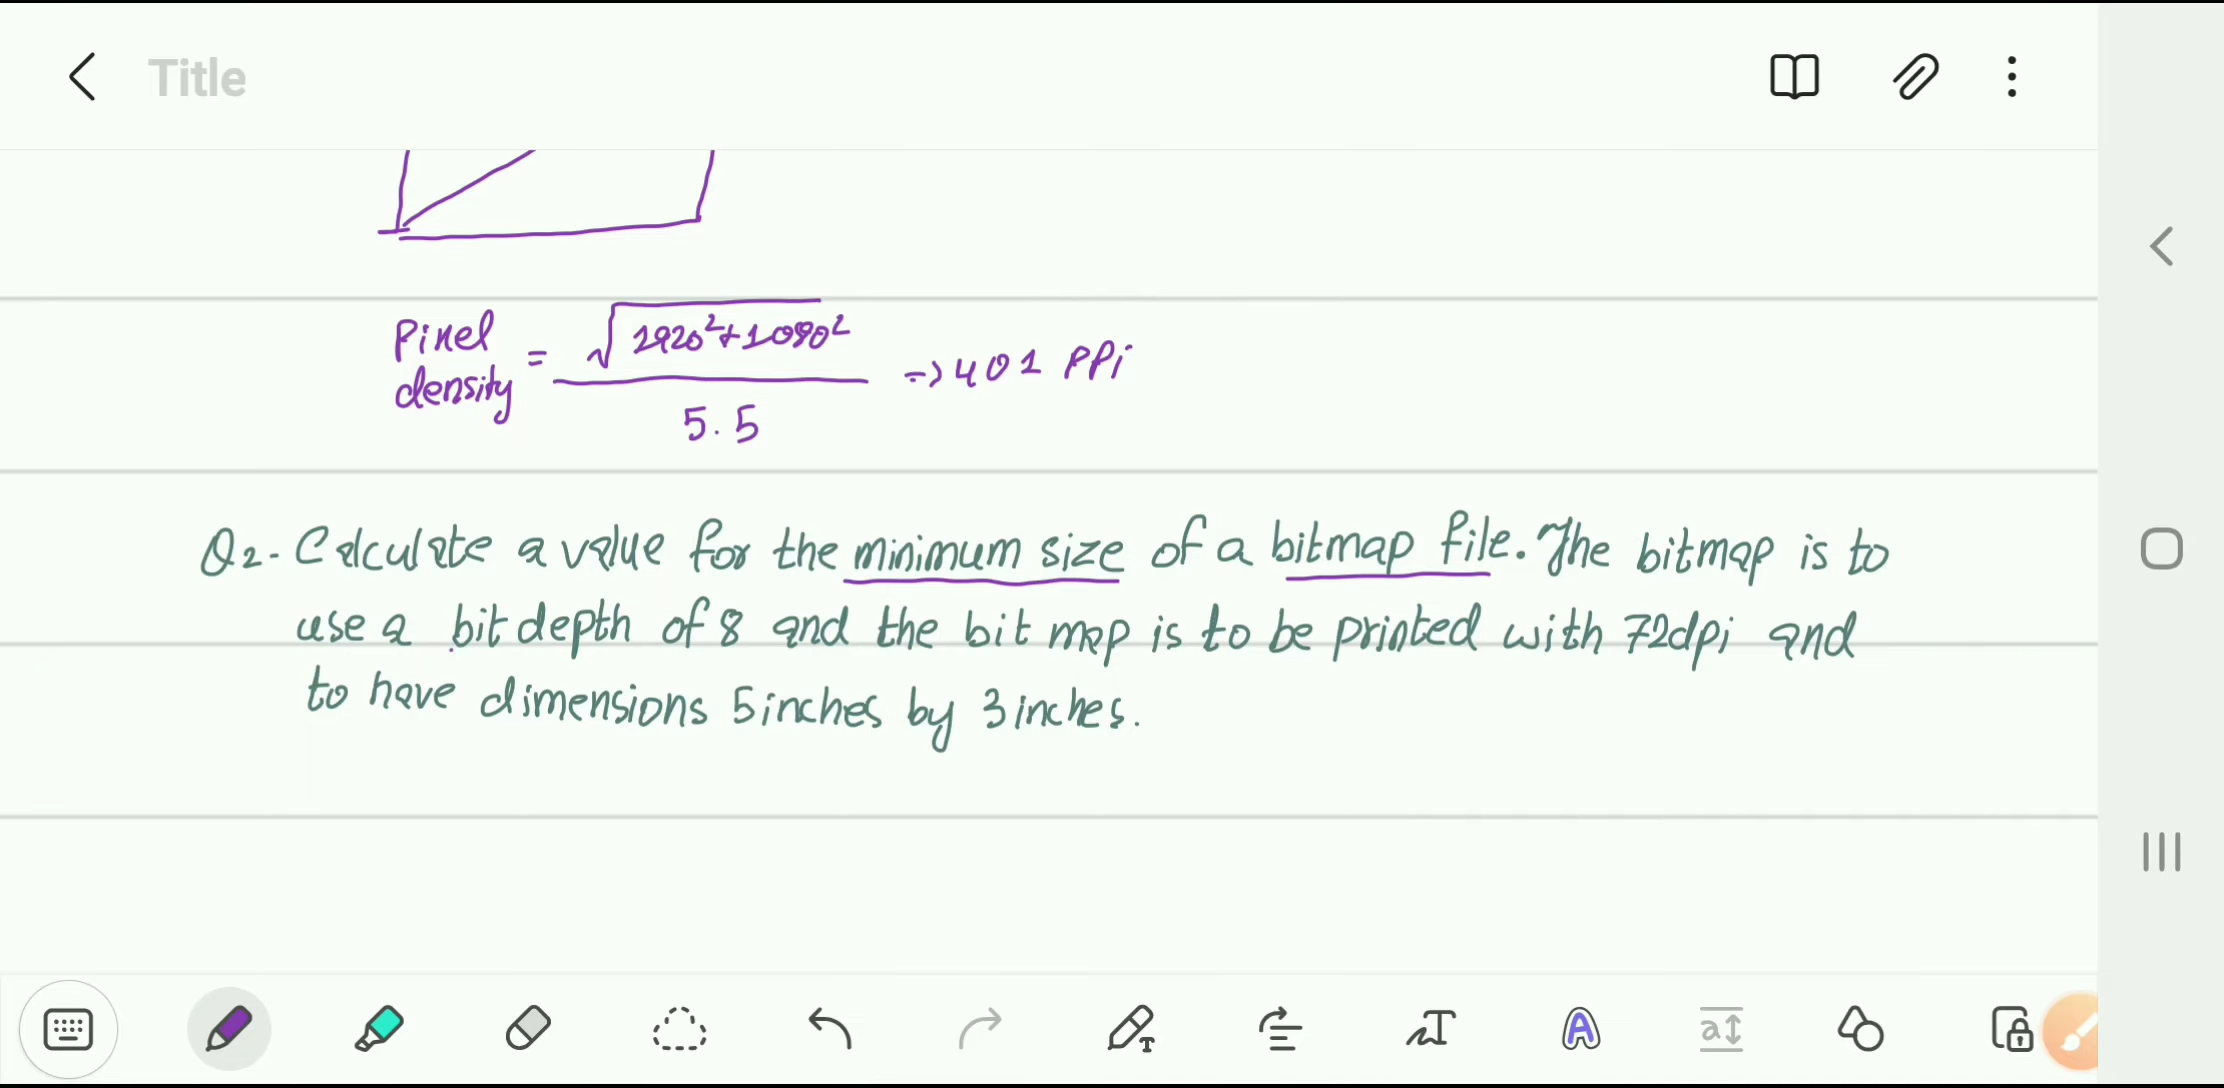 Title
Pixel density = √1920²+1080² / 5.5 → 401 PPi
Q2- Calculate a value for the minimum size of a bitmap file. The bitmap is to
use a bit depth of 8 and the bit map is to be printed with 72dpi and
to have dimensions 5inches by 3inches.